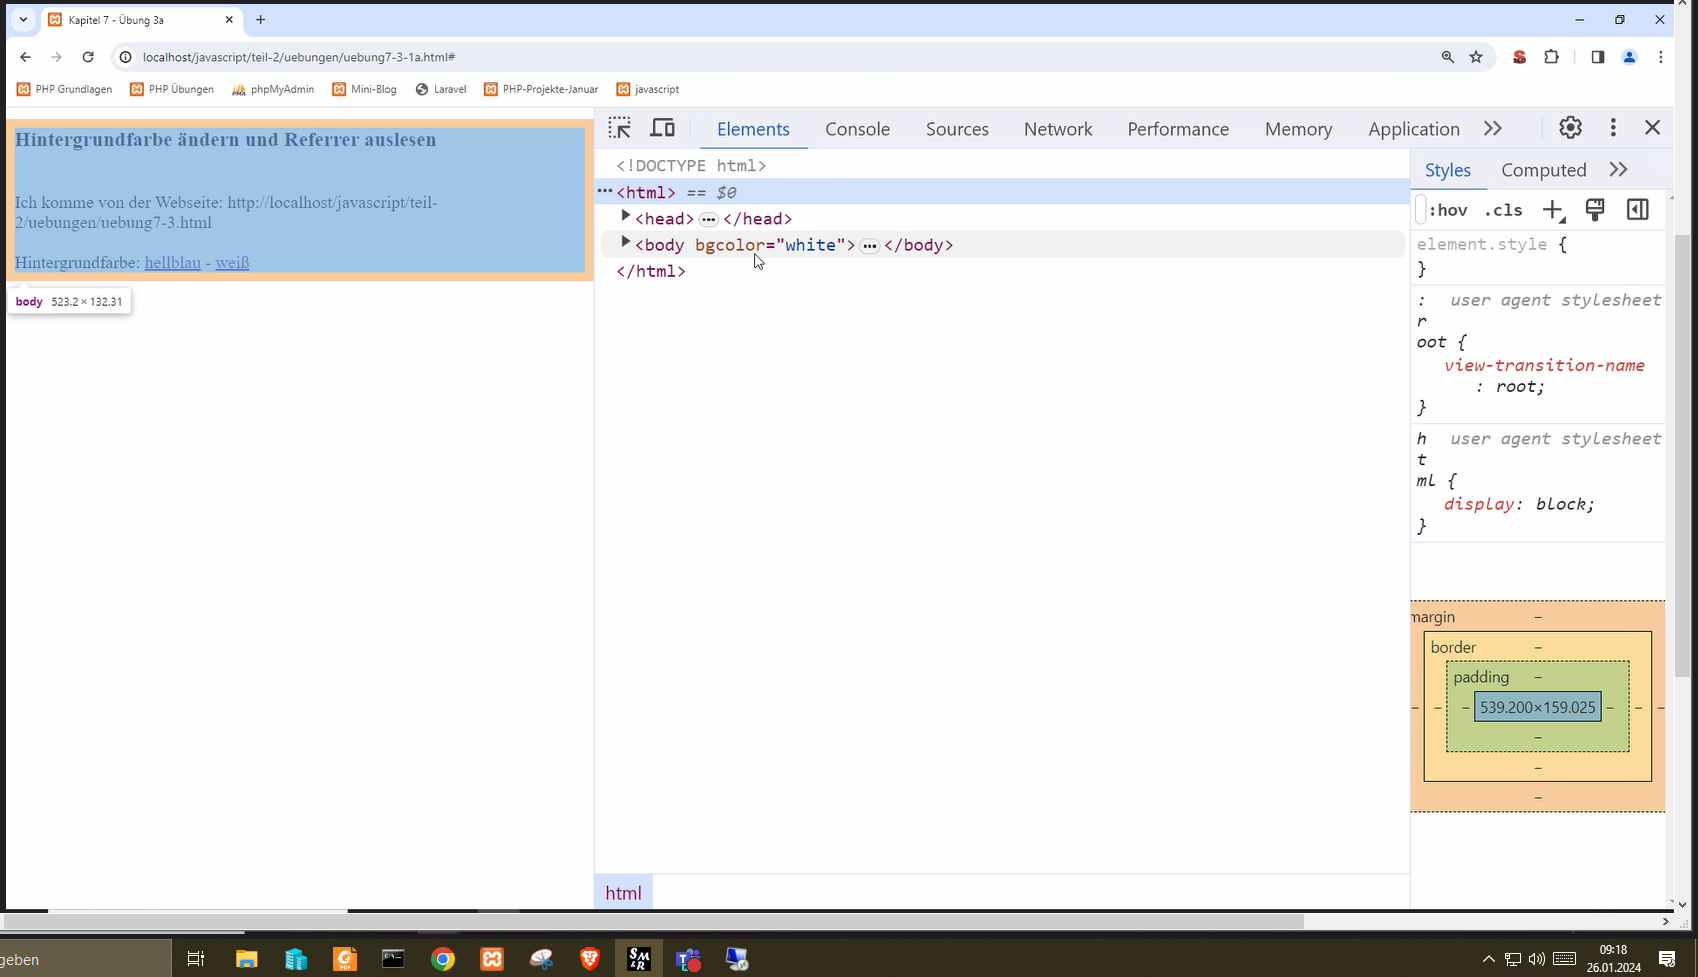 Kapitel 7 - Übung 3a
localhost/javascript/teil-2/uebungen/uebung7-3-1a.html#
PHP Grundlagen PHP Übungen phpMyAdmin Mini-Blog Laravel PHP-Projekte-Januar javascript
Hintergrundfarbe ändern und Referrer auslesen
Ich komme von der Webseite: http://localhost/javascript/teil-
2/uebungen/uebung7-3.html
Hintergrundfarbe: hellblau - weiß
body 523.2 × 132.31
Elements Console Sources Network Performance Memory Application
<!DOCTYPE html>
<html> == $0
<head> ••• </head>
<body bgcolor="white"> ••• </body>
</html>
html
Styles Computed
:hov .cls
element.style {
}
: user agent stylesheet
r
oot {
view-transition-name
: root;
}
h user agent stylesheet
t
ml {
display: block;
}
margin –
border –
padding –
– – – 539.200×159.025 – – –
–
–
–
geben
09:18
26.01.2024